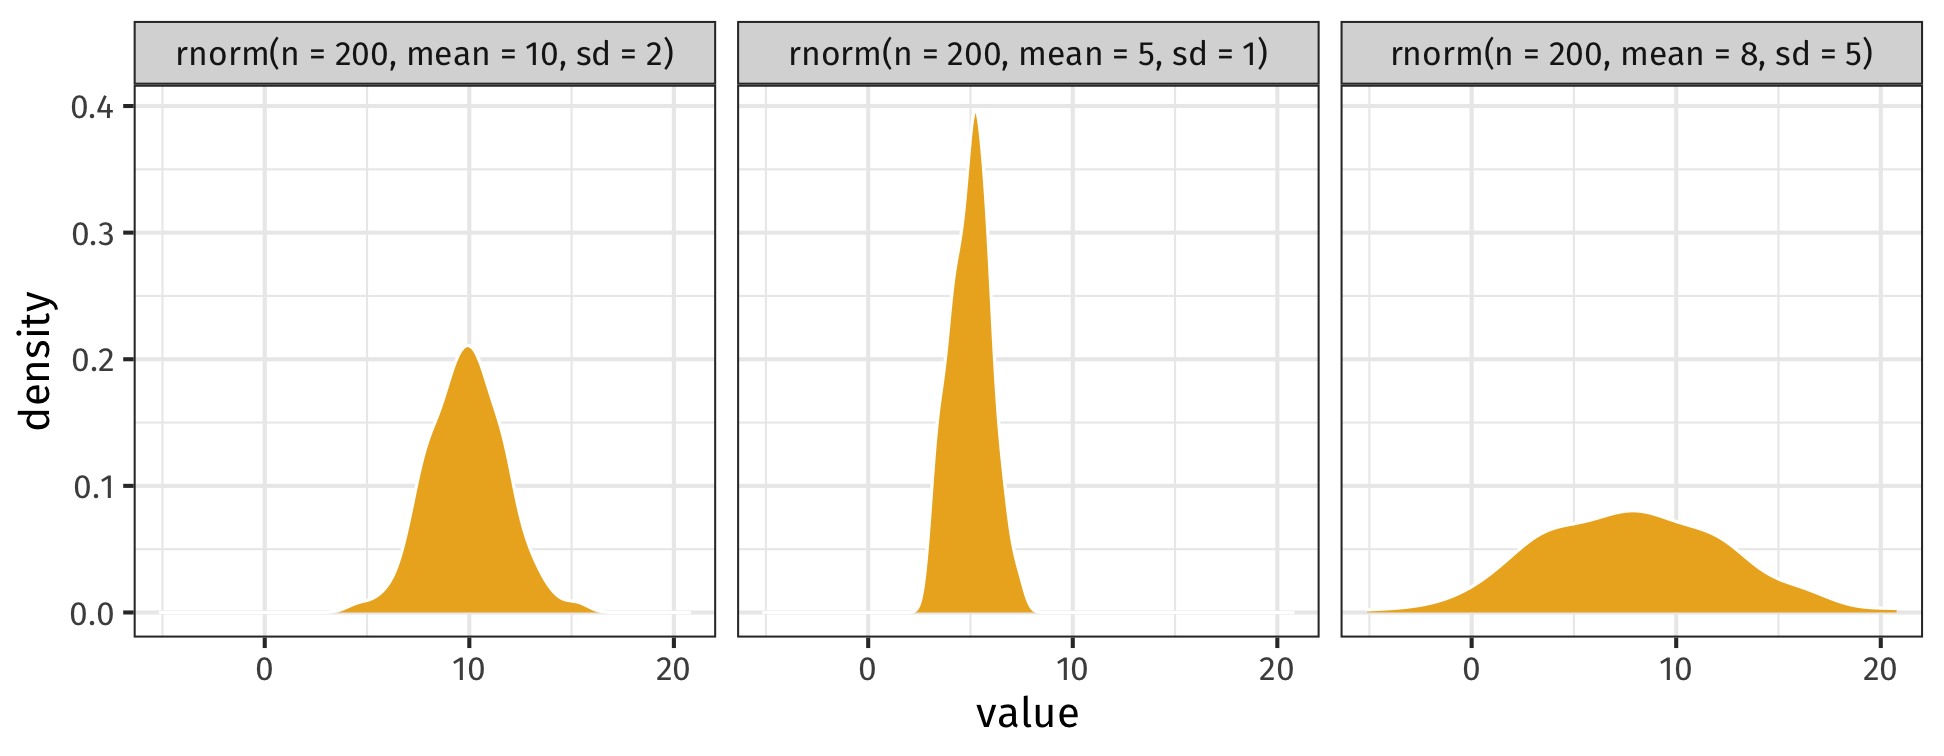 rnorm(n = 200, mean = 10, sd = 2)
rnorm(n = 200, mean = 5, sd = 1)
rnorm(n = 200, mean = 8, sd = 5)
density
0.4
0.3
0.2
0.1
0.0
0 10 20
0 10 20
0 10 20
value